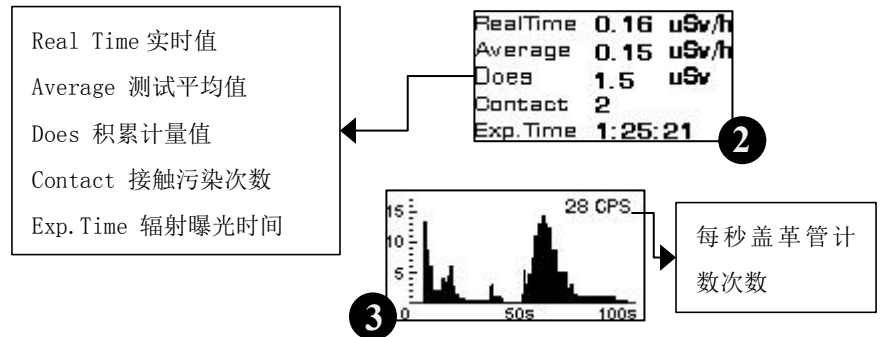 Real Time 实时值
Average 测试平均值
Does 积累计量值
Contact 接触污染次数
Exp.Time 辐射曝光时间
RealTime 0.16 uSv/h
Average 0.15 uSv/h
Does 1.5 uSv
Contact 2
Exp.Time 1:25:21
2
28 CPS
15
10
5
0 50s 100s
3
每秒盖革管计
数次数